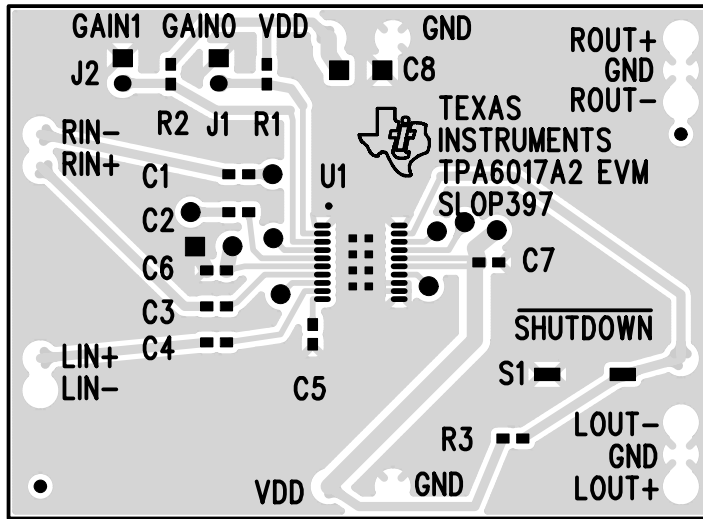 GAIN1 GAIN0 VDD GND
ROUT+
J2 C8 GND
ROUT-
R2 J1 R1
TEXAS
INSTRUMENTS
TPA6017A2 EVM
SLOP397
RIN-
RIN+
C1 U1
C2
C6 C7
C3
C4
SHUTDOWN
LIN+
LIN-
C5 S1
LOUT-
R3
GND
LOUT+
VDD GND